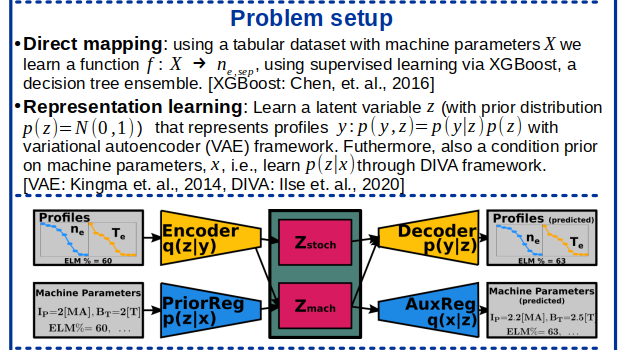 Problem setup
•Direct mapping: using a tabular dataset with machine parameters X we
learn a function f : X → n_{e,sep}, using supervised learning via XGBoost, a
decision tree ensemble. [XGBoost: Chen, et. al., 2016]
•Representation learning: Learn a latent variable z (with prior distribution
p(z)=N(0,1)) that represents profiles y: p(y,z)=p(y|z)p(z) with
variational autoencoder (VAE) framework. Futhermore, also a condition prior
on machine parameters, x, i.e., learn p(z|x) through DIVA framework.
[VAE: Kingma et. al., 2014, DIVA: Ilse et. al., 2020]
Profiles
n_e
T_e
ELM % = 60
Encoder
q(z|y)
Z_stoch
Decoder
p(y|z)
Profiles (predicted)
n_e
T_e
ELM % = 63
Machine Parameters
I_P=2[MA], B_T=2[T]
ELM%= 60, ...
PriorReg
p(z|x)
Z_mach
AuxReg
q(x|z)
Machine Parameters
(predicted)
I_P=2.2[MA], B_T=2.5[T]
ELM%= 63, ...